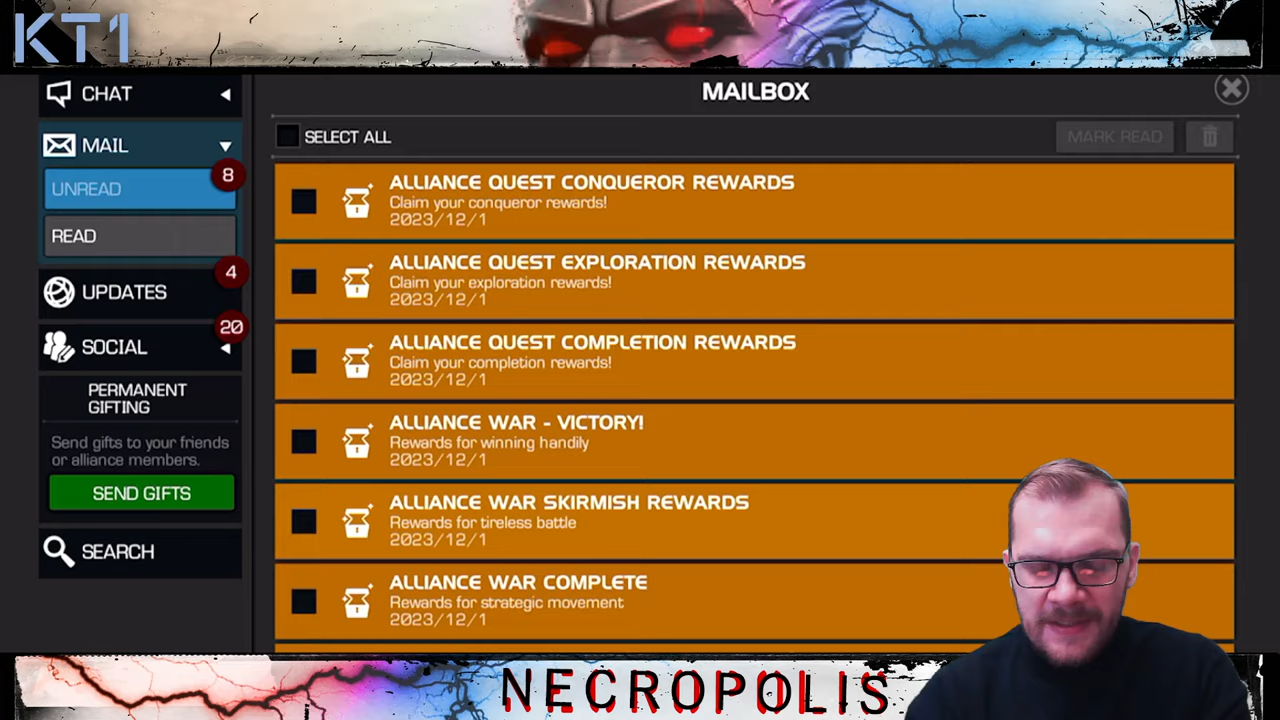 KT1
CHAT
MAIL
8
UNREAD
READ
4
UPDATES
20
SOCIAL
PERMANENT
GIFTING
Send gifts to your friends
or alliance members.
SEND GIFTS
SEARCH
MAILBOX
SELECT ALL
MARK READ
ALLIANCE QUEST CONQUEROR REWARDS
Claim your conqueror rewards!
2023/12/1
ALLIANCE QUEST EXPLORATION REWARDS
Claim your exploration rewards!
2023/12/1
ALLIANCE QUEST COMPLETION REWARDS
Claim your completion rewards!
2023/12/1
ALLIANCE WAR - VICTORY!
Rewards for winning handily
2023/12/1
ALLIANCE WAR SKIRMISH REWARDS
Rewards for tireless battle
2023/12/1
ALLIANCE WAR COMPLETE
Rewards for strategic movement
2023/12/1
NECROPOLIS